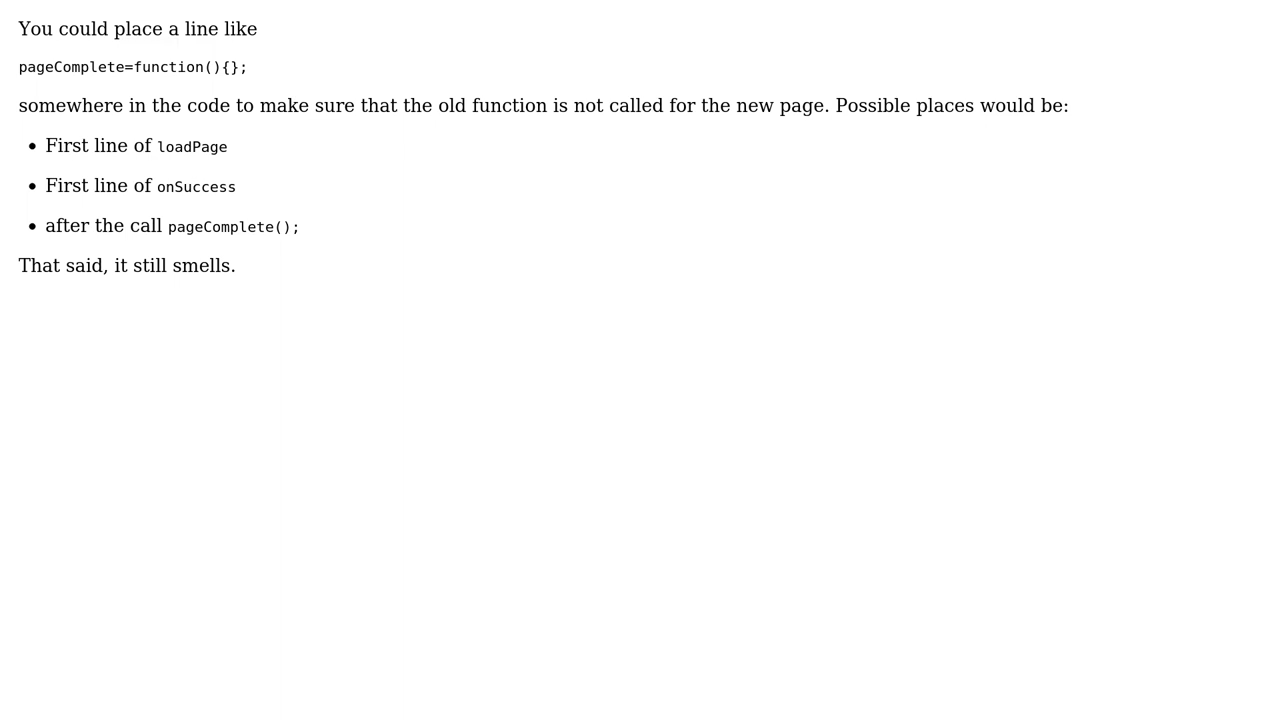 You could place a line like
pageComplete=function(){};
somewhere in the code to make sure that the old function is not called for the new page. Possible places would be:
• First line of loadPage
• First line of onSuccess
• after the call pageComplete();
That said, it still smells.